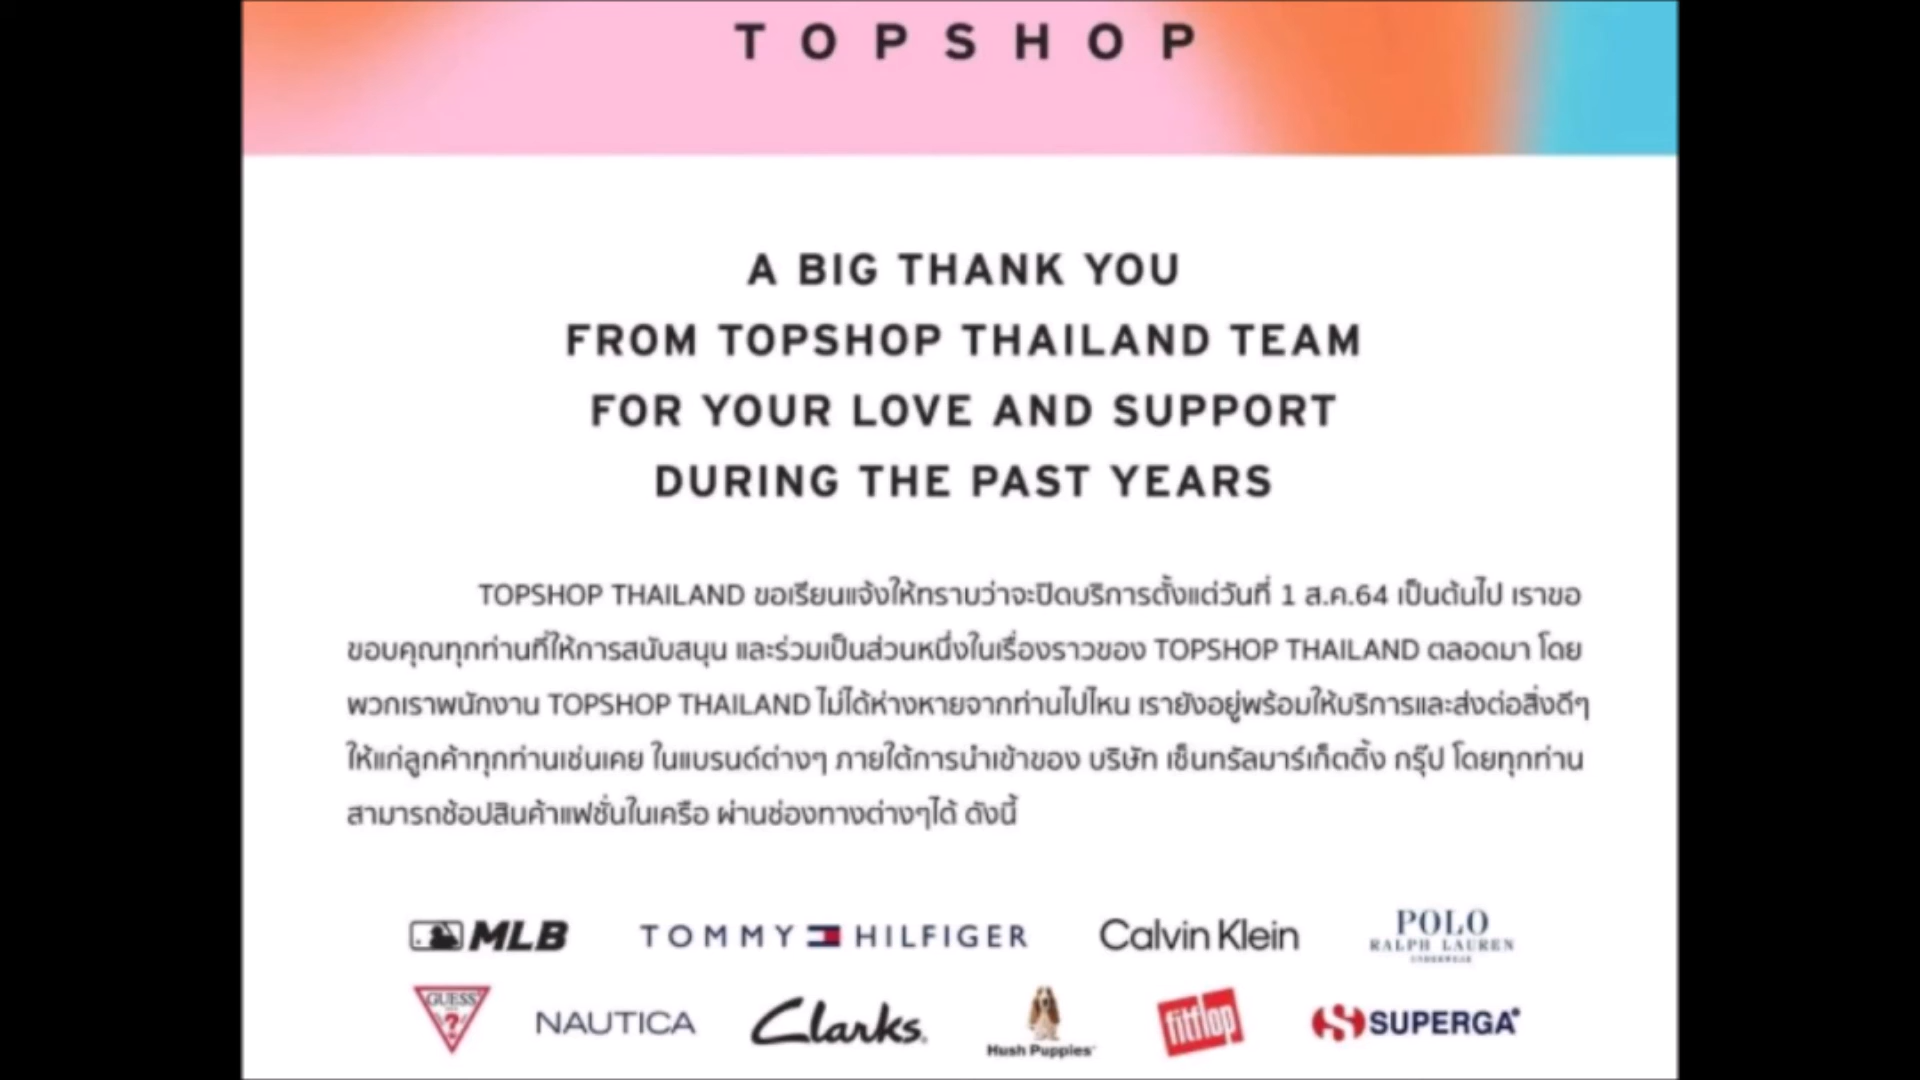 TOPSHOP
A BIG THANK YOU
FROM TOPSHOP THAILAND TEAM
FOR YOUR LOVE AND SUPPORT
DURING THE PAST YEARS
TOPSHOP THAILAND ขอเรียนแจ้งให้ทราบว่าจะปิดบริการตั้งแต่วันที่ 1 ส.ค.64 เป็นต้นไป เราขอ
ขอบคุณทุกท่านที่ให้การสนับสนุน และร่วมเป็นส่วนหนึ่งในเรื่องราวของ TOPSHOP THAILAND ตลอดมา โดย
พวกเราพนักงาน TOPSHOP THAILAND ไม่ได้ห่างหายจากท่านไปไหน เรายังอยู่พร้อมให้บริการและส่งต่อสิ่งดีๆ
ให้แก่ลูกค้าทุกท่านเช่นเคย ในแบรนด์ต่างๆ ภายใต้การนำเข้าของ บริษัท เซ็นทรัลมาร์เก็ตติ้ง กรุ๊ป โดยทุกท่าน
สามารถช้อปสินค้าแฟชั่นในเครือ ผ่านช่องทางต่างๆได้ ดังนี้
MLB TOMMY HILFIGER Calvin Klein POLO
RALPH LAUREN
UNDERWEAR
GUESS ? NAUTICA Clarks. Hush Puppies fitflop SUPERGA